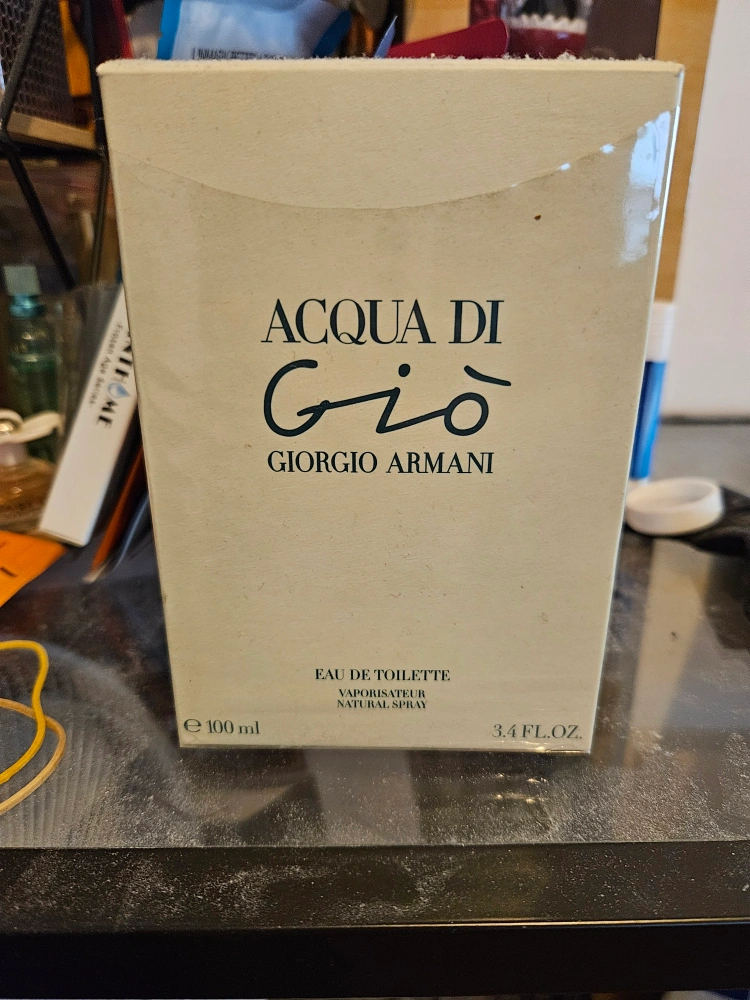 ACQUA DI
Giò
GIORGIO ARMANI
EAU DE TOILETTE
VAPORISATEUR
NATURAL SPRAY
℮ 100 ml
3.4 FL.OZ.